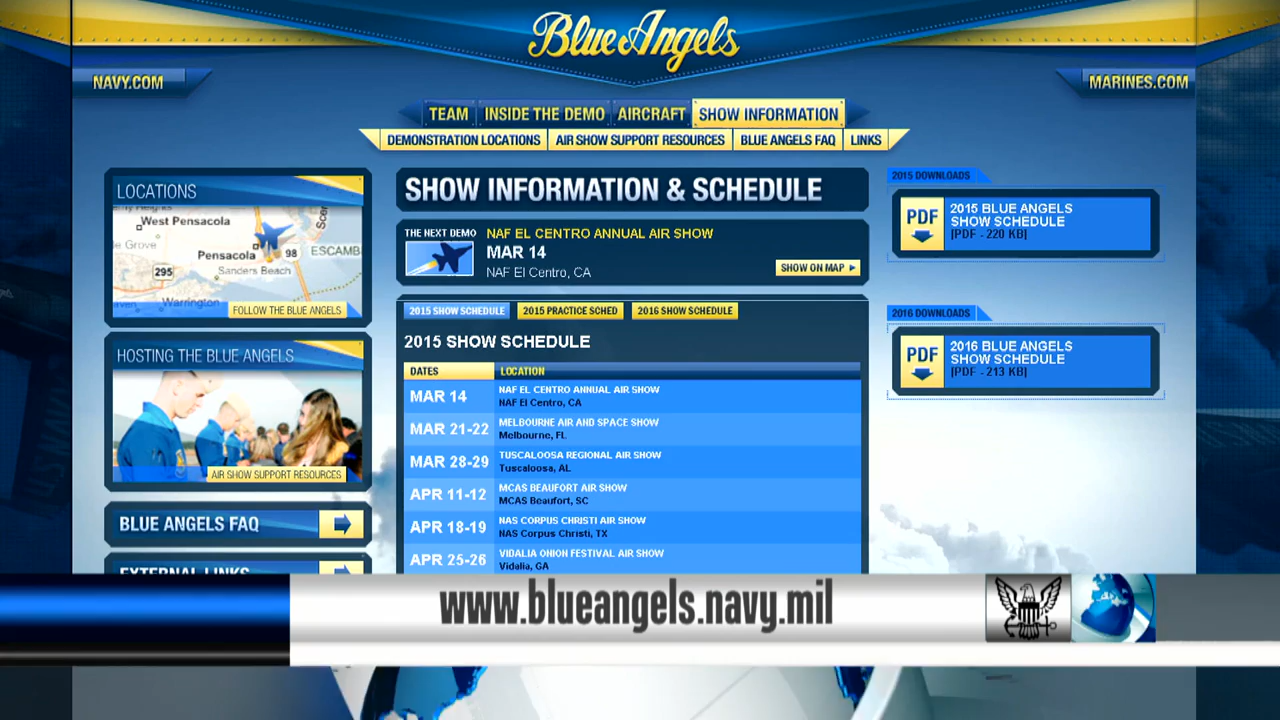 Blue Angels
NAVY.COM
MARINES.COM
TEAM
INSIDE THE DEMO
AIRCRAFT
SHOW INFORMATION
DEMONSTRATION LOCATIONS
AIR SHOW SUPPORT RESOURCES
BLUE ANGELS FAQ
LINKS
LOCATIONS
West Pensacola
Pensacola
98
295
Sanders Beach
Warrington
FOLLOW THE BLUE ANGELS
HOSTING THE BLUE ANGELS
AIR SHOW SUPPORT RESOURCES
BLUE ANGELS FAQ
EXTERNAL LINKS
SHOW INFORMATION & SCHEDULE
THE NEXT DEMO
NAF EL CENTRO ANNUAL AIR SHOW
MAR 14
NAF El Centro, CA
SHOW ON MAP
2015 SHOW SCHEDULE
2015 PRACTICE SCHED
2016 SHOW SCHEDULE
2015 SHOW SCHEDULE
DATES LOCATION
MAR 14
NAF EL CENTRO ANNUAL AIR SHOW
NAF El Centro, CA
MAR 21-22
MELBOURNE AIR AND SPACE SHOW
Melbourne, FL
MAR 28-29
TUSCALOOSA REGIONAL AIR SHOW
Tuscaloosa, AL
APR 11-12
MCAS BEAUFORT AIR SHOW
MCAS Beaufort, SC
APR 18-19
NAS CORPUS CHRISTI AIR SHOW
NAS Corpus Christi, TX
APR 25-26
VIDALIA ONION FESTIVAL AIR SHOW
Vidalia, GA
2015 DOWNLOADS
PDF
2015 BLUE ANGELS
SHOW SCHEDULE
[PDF - 220 KB]
2016 DOWNLOADS
PDF
2016 BLUE ANGELS
SHOW SCHEDULE
[PDF - 213 KB]
www.blueangels.navy.mil